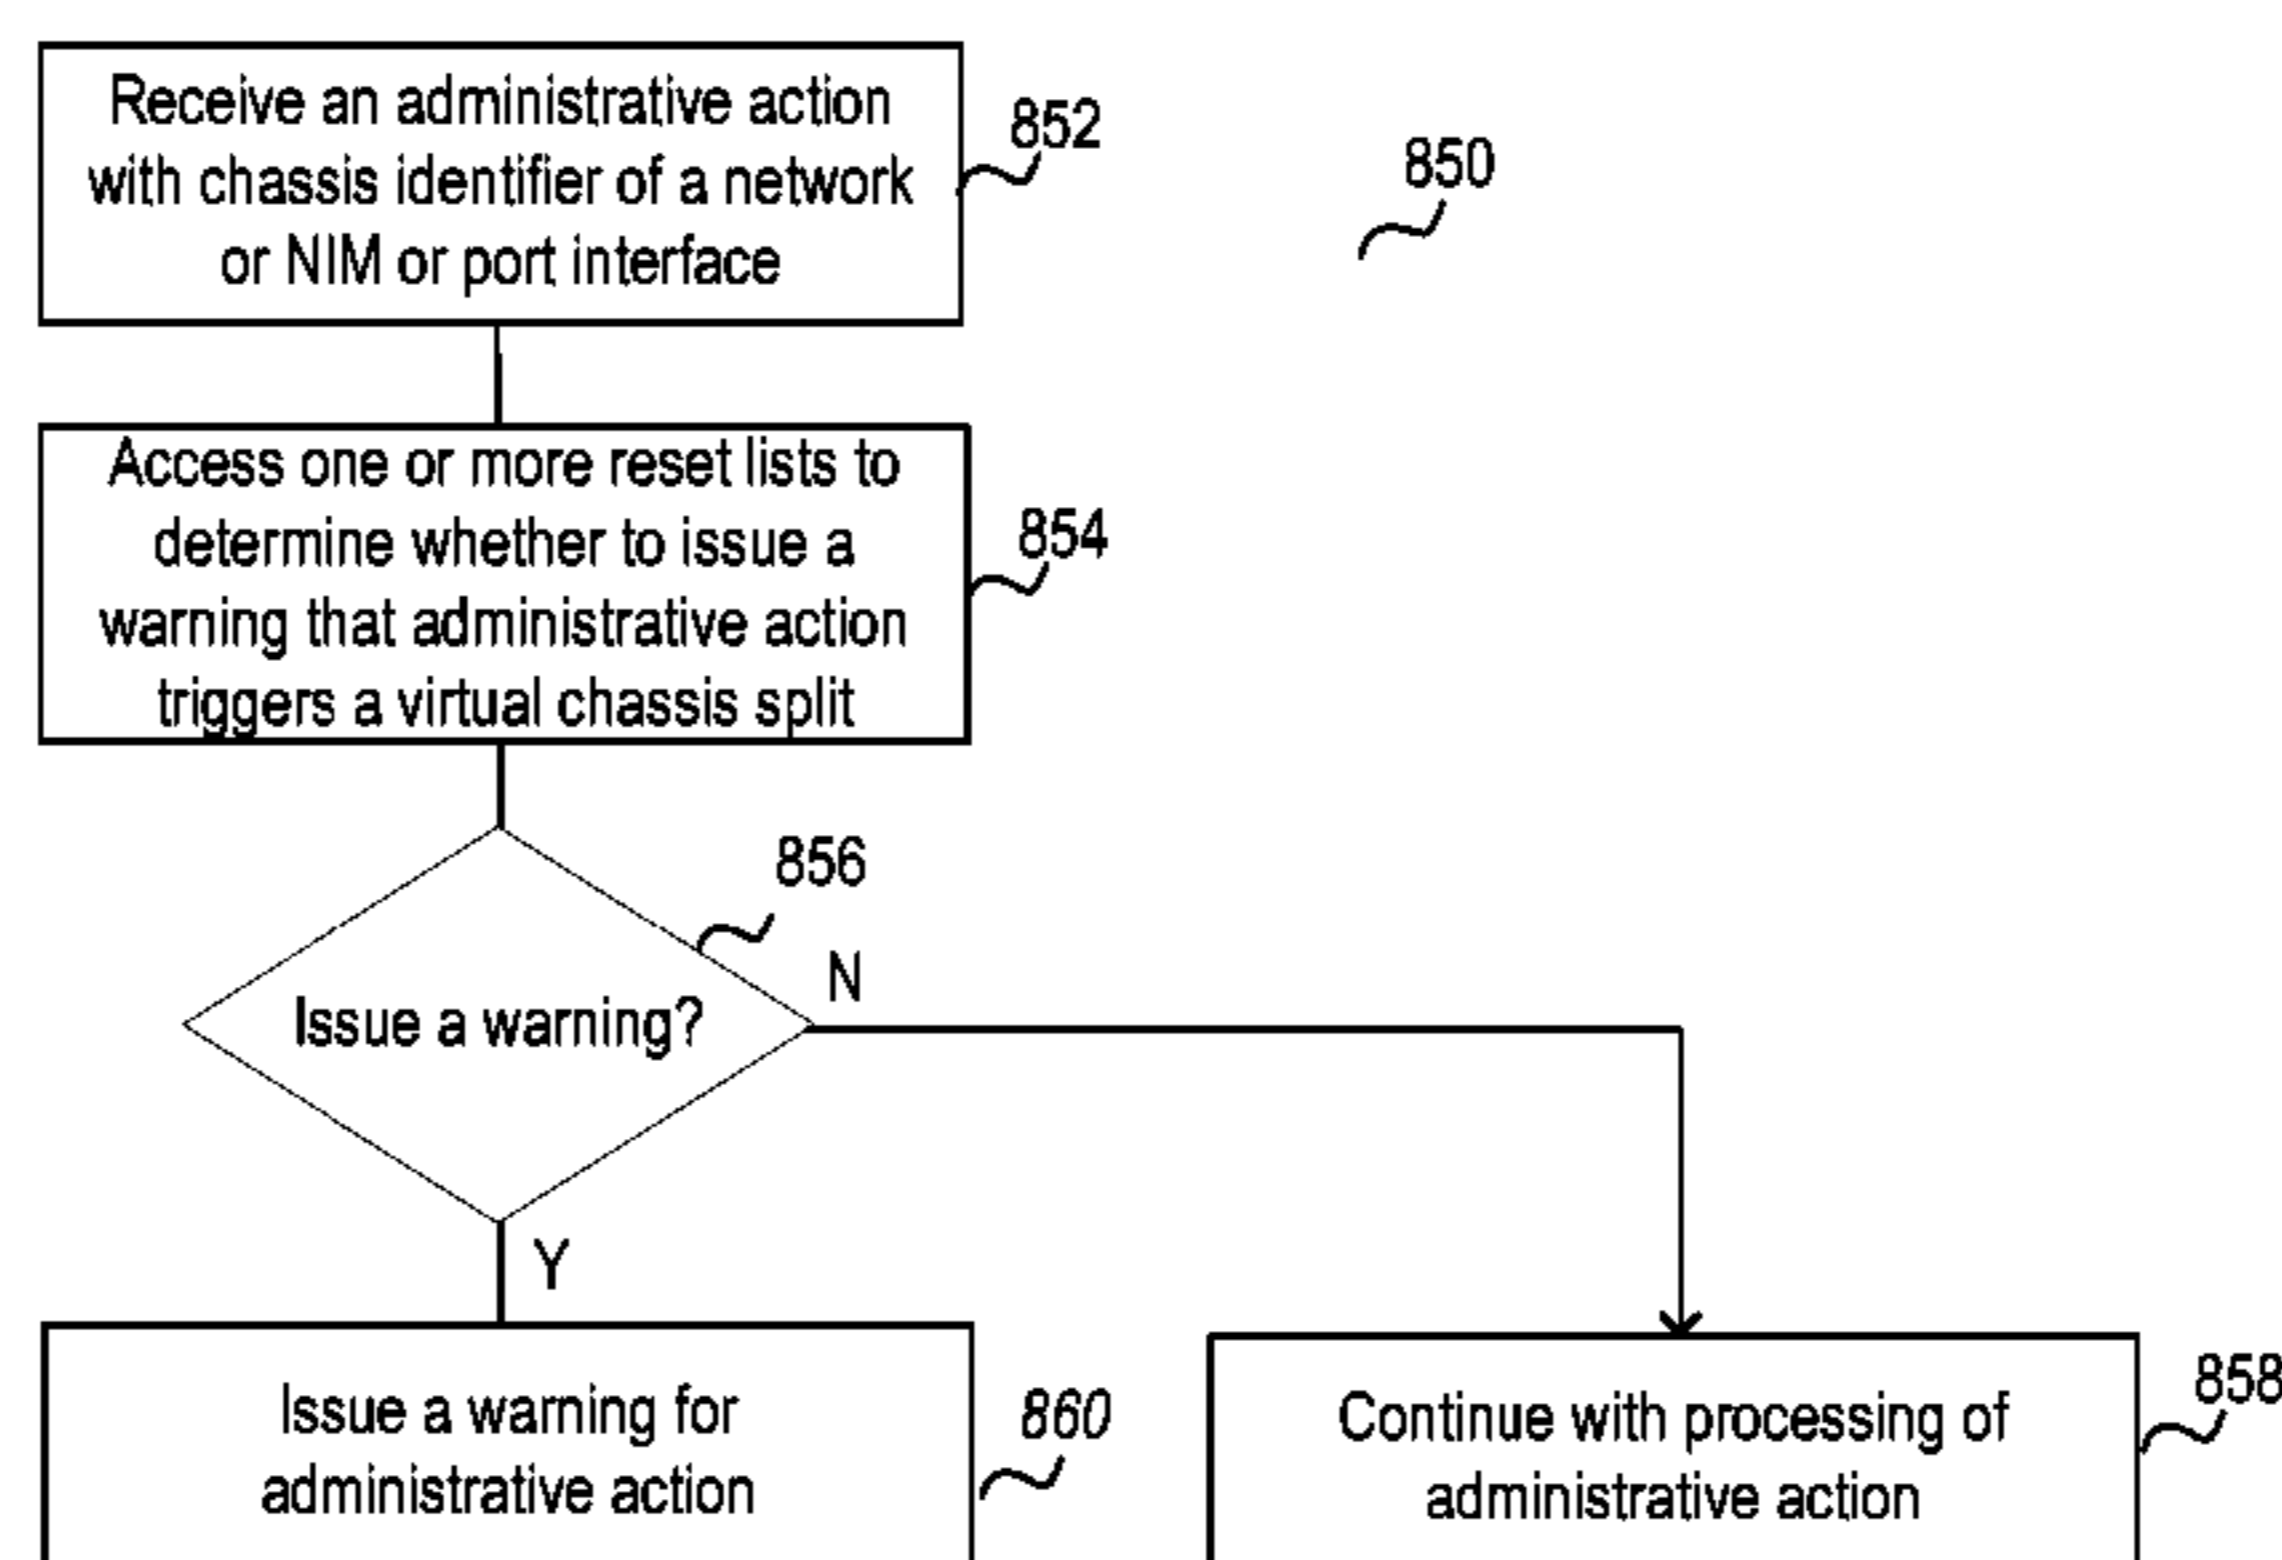 Receive an administrative action
with chassis identifier of a network
or NIM or port interface
852
850
Access one or more reset lists to
determine whether to issue a
warning that administrative action
triggers a virtual chassis split
854
856
N
Issue a warning?
Y
Issue a warning for
administrative action
860
Continue with processing of
administrative action
858